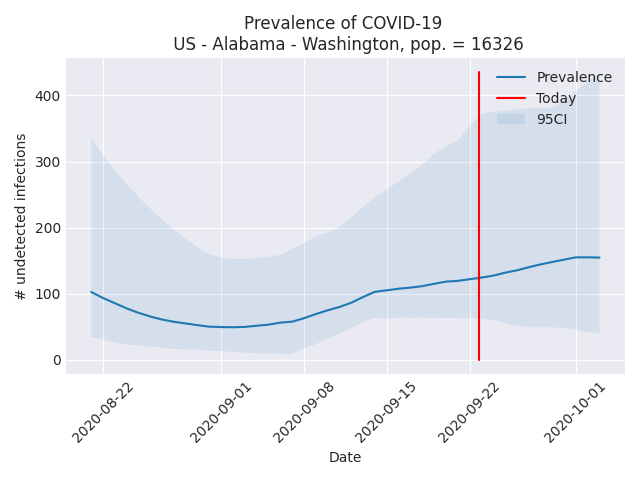 Prevalence of COVID-19
US - Alabama - Washington, pop. = 16326
Prevalence
Today
95CI
400
300
200
100
0
# undetected infections
2020-08-22
2020-09-01
2020-09-08
2020-09-15
2020-09-22
2020-10-01
Date